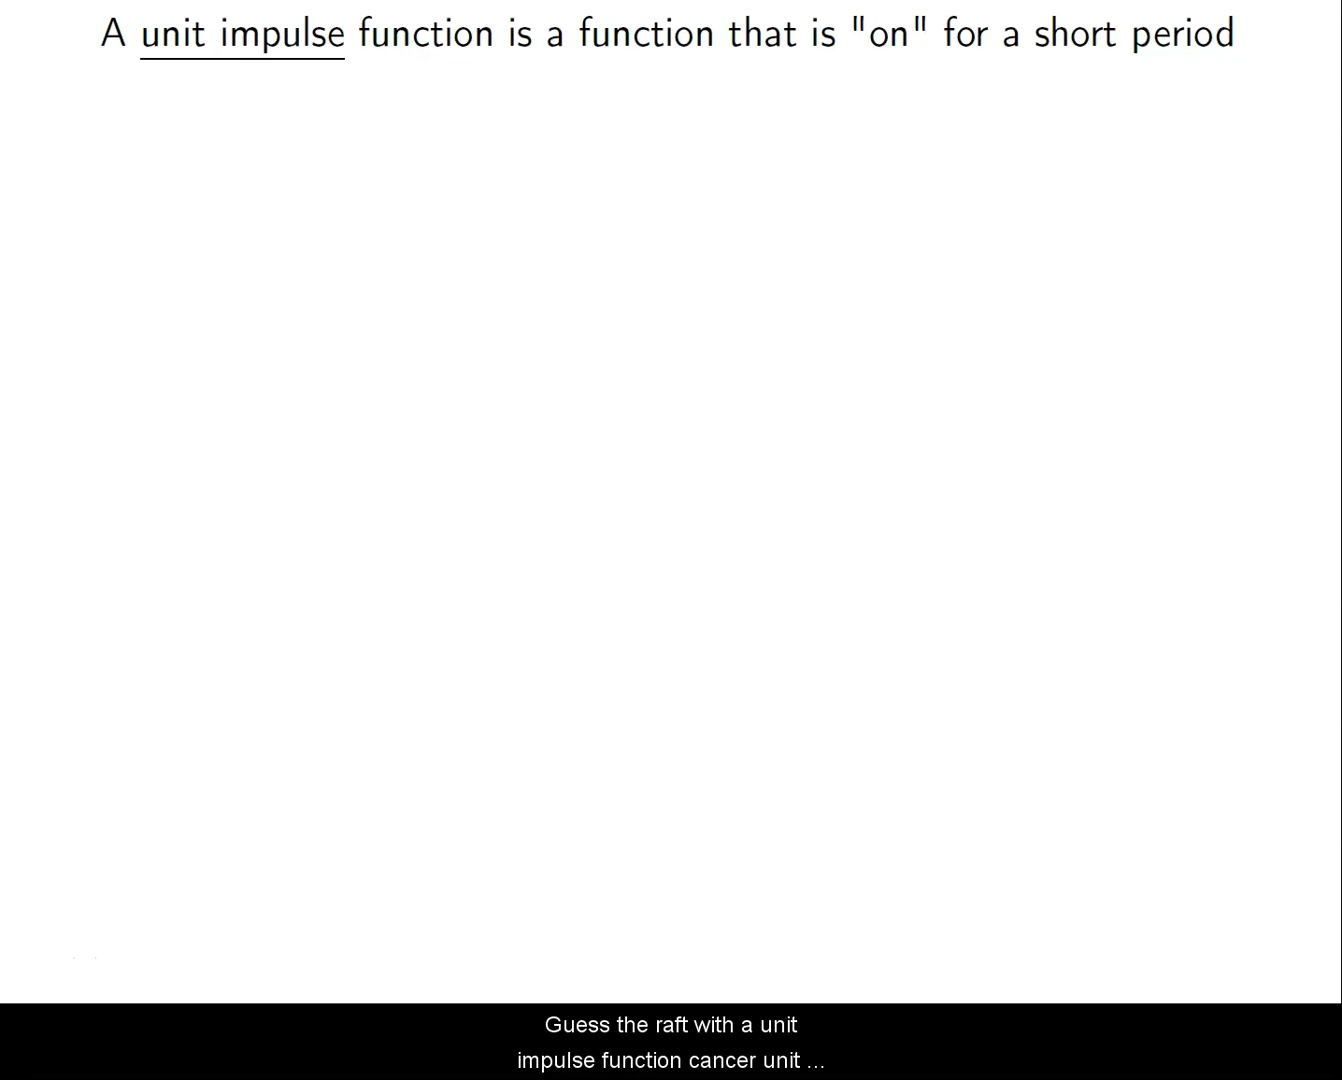 A unit impulse function is a function that is "on" for a short period
Guess the raft with a unit
impulse function cancer unit ...